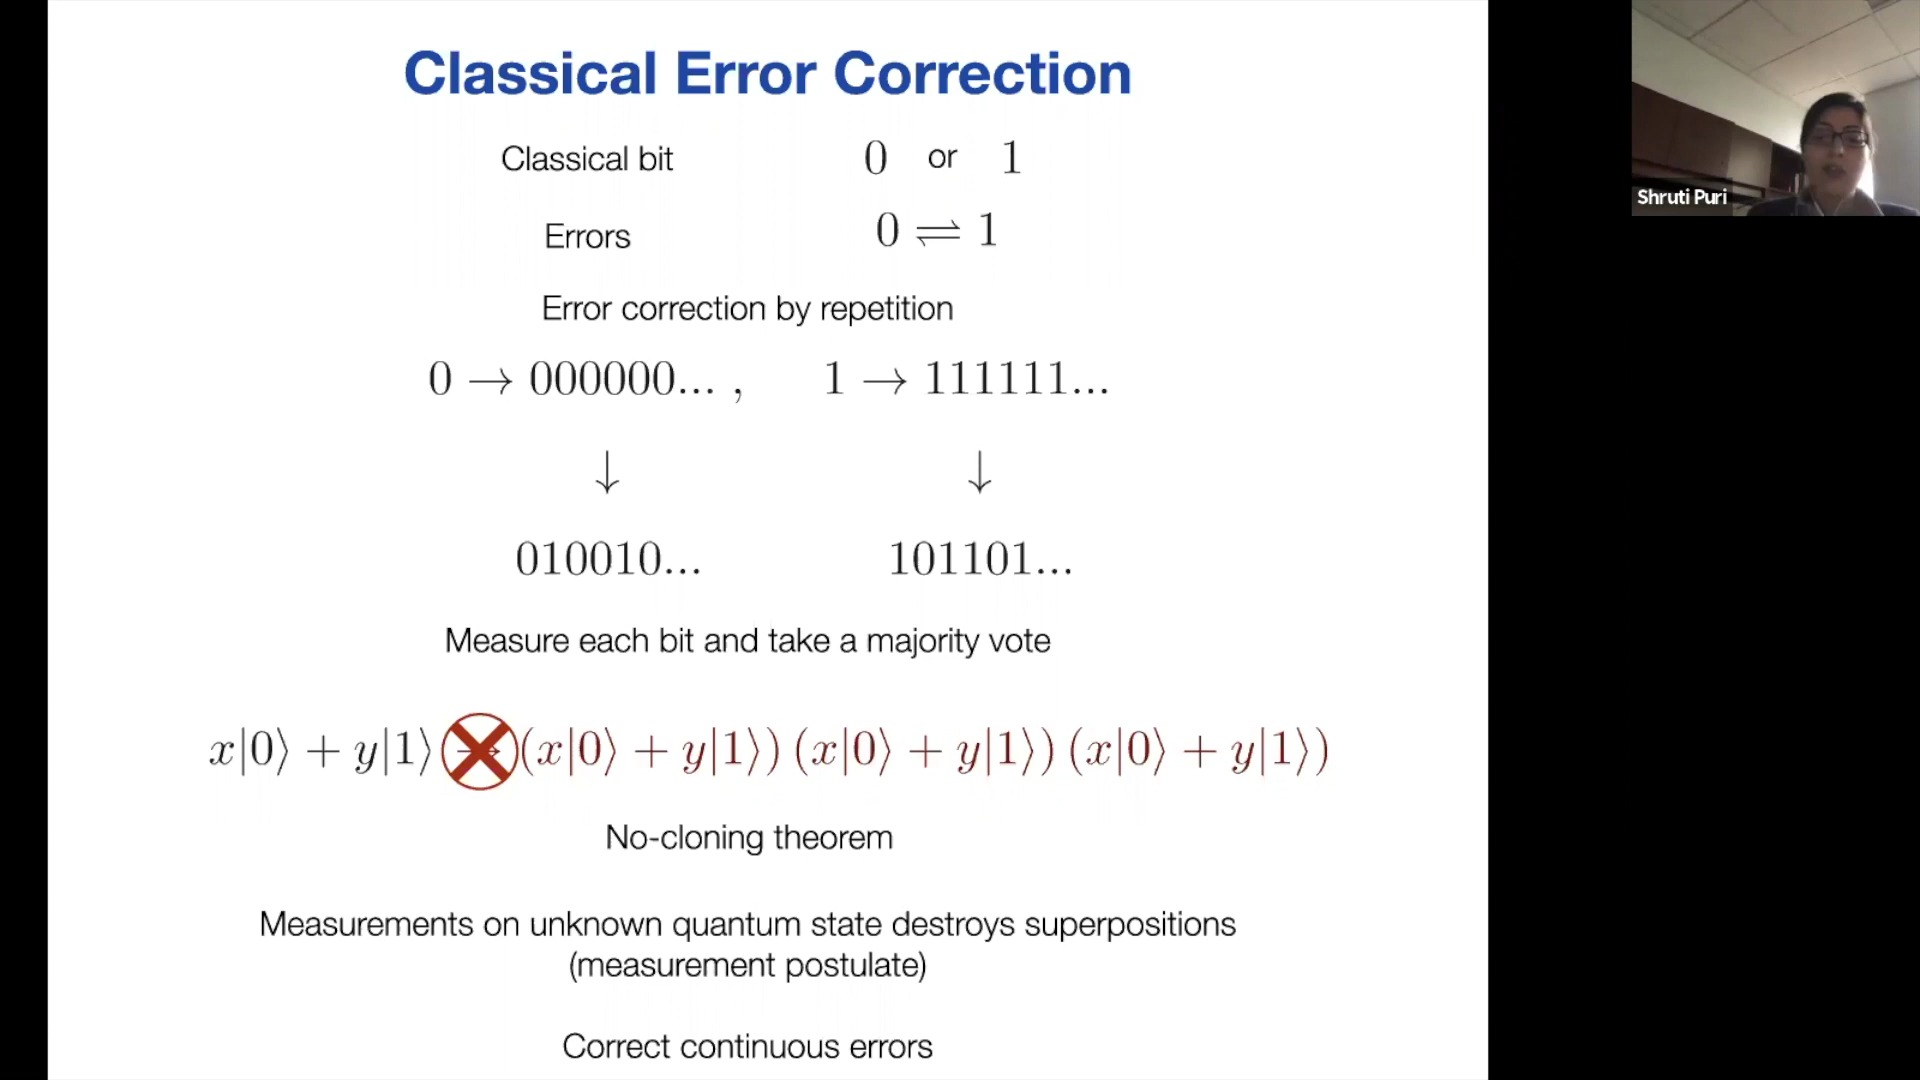 Classical Error Correction
Classical bit 0 or 1
Errors 0 ⇌ 1
Error correction by repetition
0 → 000000... , 1 → 111111...
↓ ↓
010010... 101101...
Measure each bit and take a majority vote
x|0⟩ + y|1⟩ → (x|0⟩ + y|1⟩) (x|0⟩ + y|1⟩) (x|0⟩ + y|1⟩)
No-cloning theorem
Measurements on unknown quantum state destroys superpositions
(measurement postulate)
Correct continuous errors
Shruti Puri